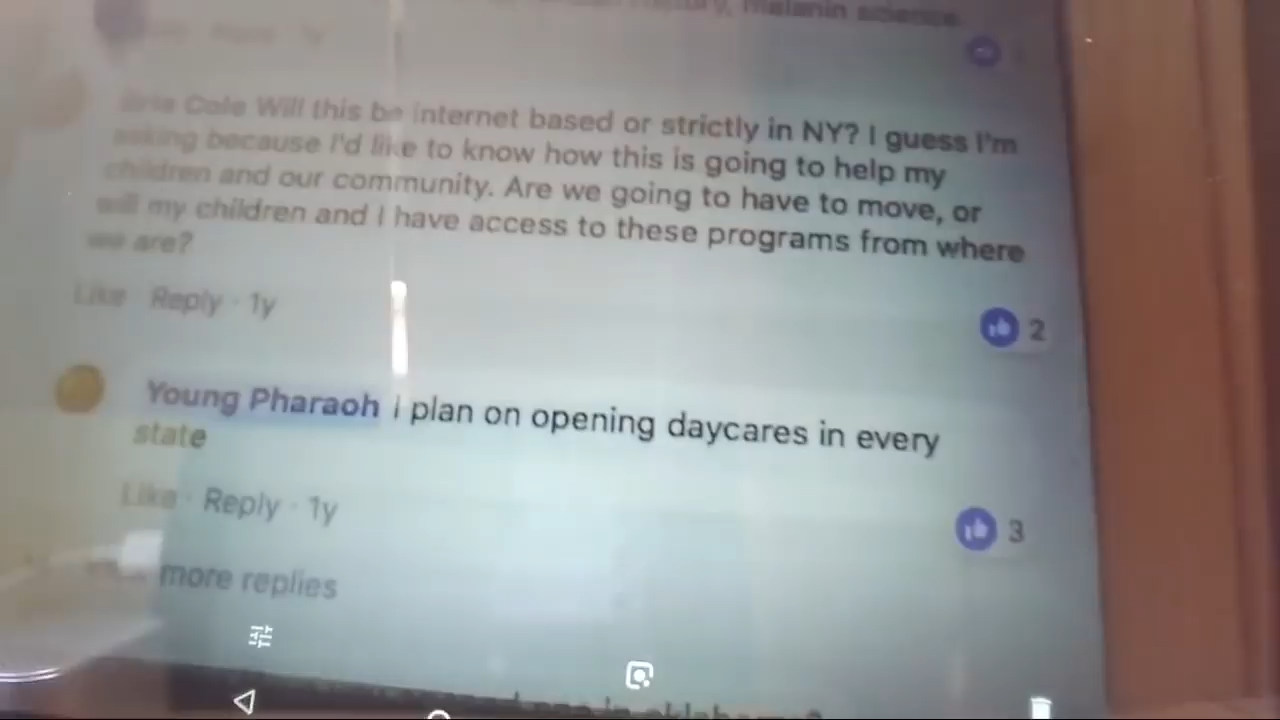 melanin science
Cole Will this be internet based or strictly in NY? I guess I'm
asking because I'd like to know how this is going to help my
children and our community. Are we going to have to move, or
will my children and I have access to these programs from where
we are?
Like · Reply · 1y
2
Young Pharaoh i plan on opening daycares in every
state
Like · Reply · 1y
3
more replies